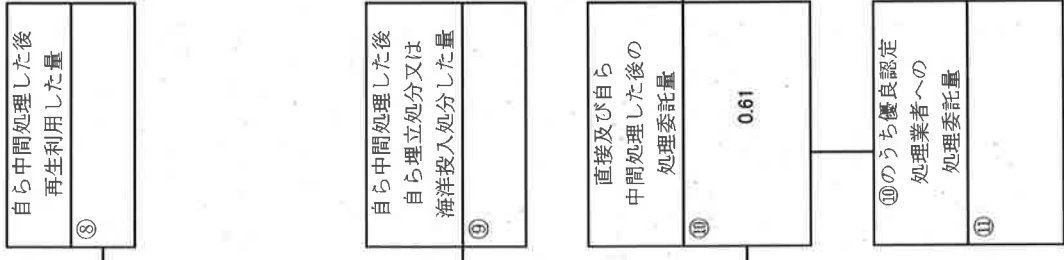 自ら中間処理した後
再生利用した量
⑧
自ら中間処理した後
自ら埋立処分又は
海洋投入処分した量
⑨
直接及び自ら
中間処理した後の
処理委託量
⑩
0.61
⑩のうち優良認定
処理業者への
処理委託量
⑪